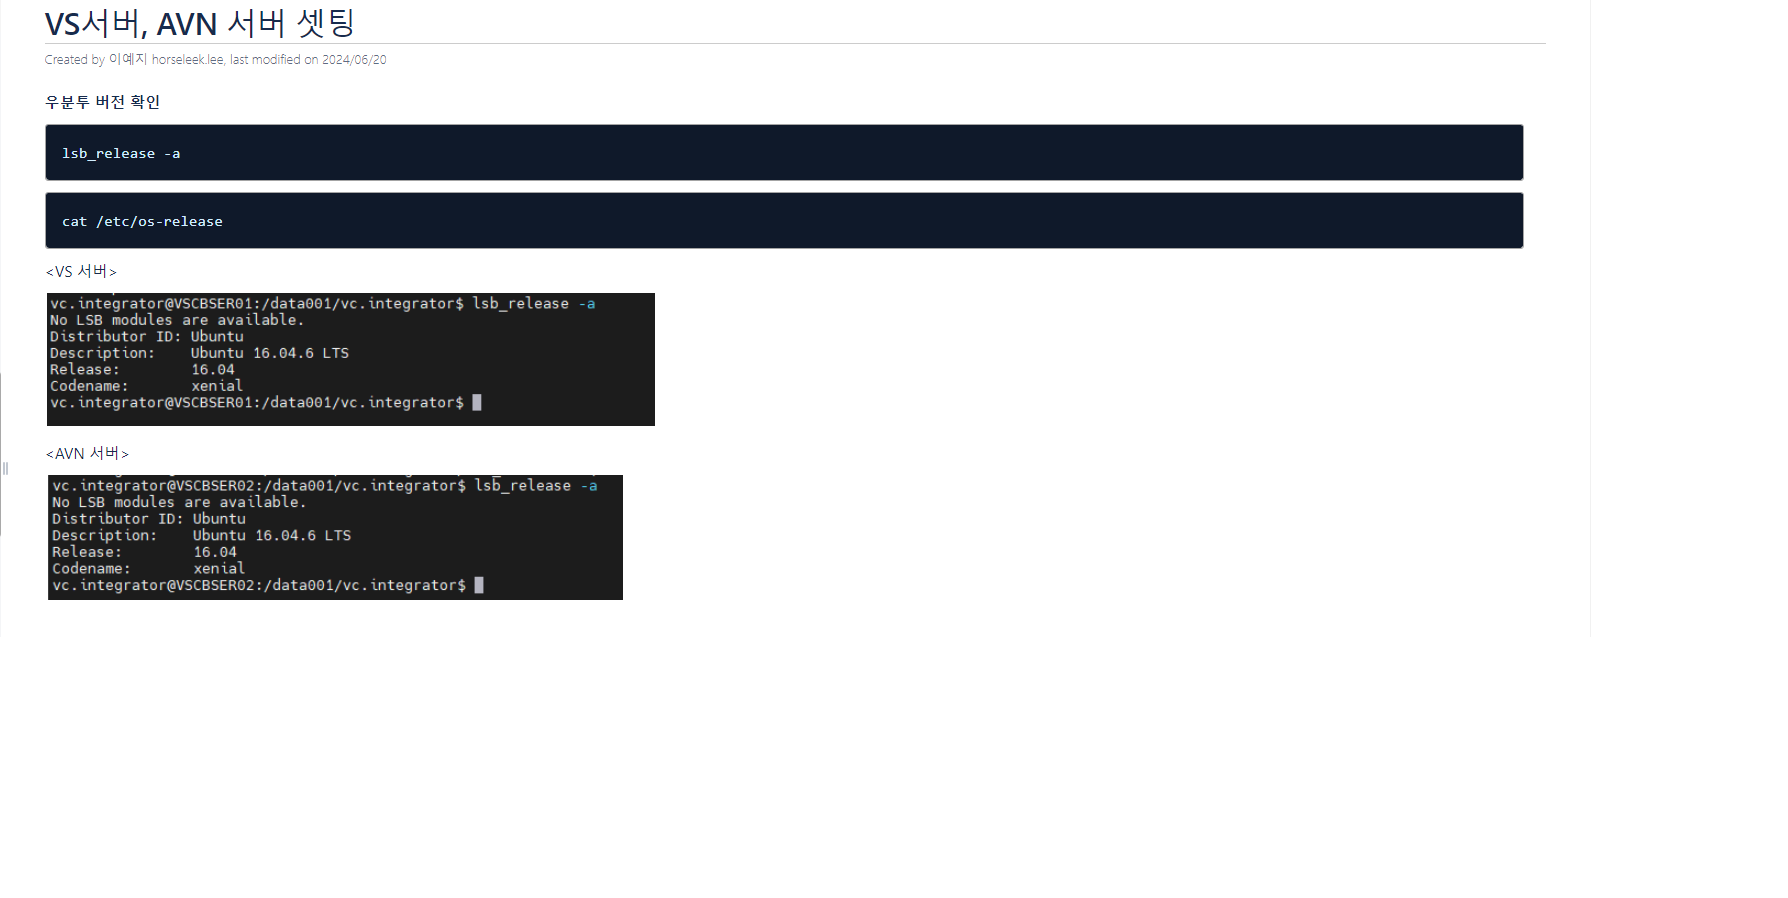 VS서버, AVN 서버 셋팅
Created by 이예지 horseleek.lee, last modified on 2024/06/20
우분투 버전 확인
lsb_release -a
cat /etc/os-release
<VS 서버>
vc.integrator@VSCBSER01:/data001/vc.integrator$ lsb_release -a
No LSB modules are available.
Distributor ID: Ubuntu
Description:    Ubuntu 16.04.6 LTS
Release:        16.04
Codename:       xenial
vc.integrator@VSCBSER01:/data001/vc.integrator$
<AVN 서버>
vc.integrator@VSCBSER02:/data001/vc.integrator$ lsb_release -a
No LSB modules are available.
Distributor ID: Ubuntu
Description:    Ubuntu 16.04.6 LTS
Release:        16.04
Codename:       xenial
vc.integrator@VSCBSER02:/data001/vc.integrator$